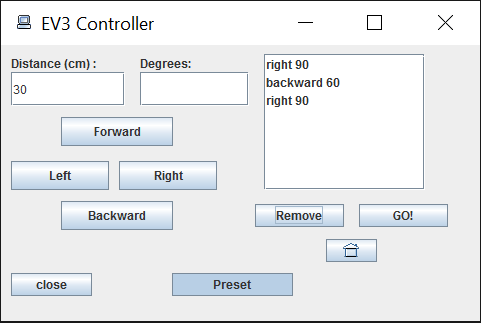 EV3 Controller
Distance (cm) :
Degrees:
30
right 90
backward 60
right 90
Forward
Left
Right
Backward
Remove
GO!
close
Preset